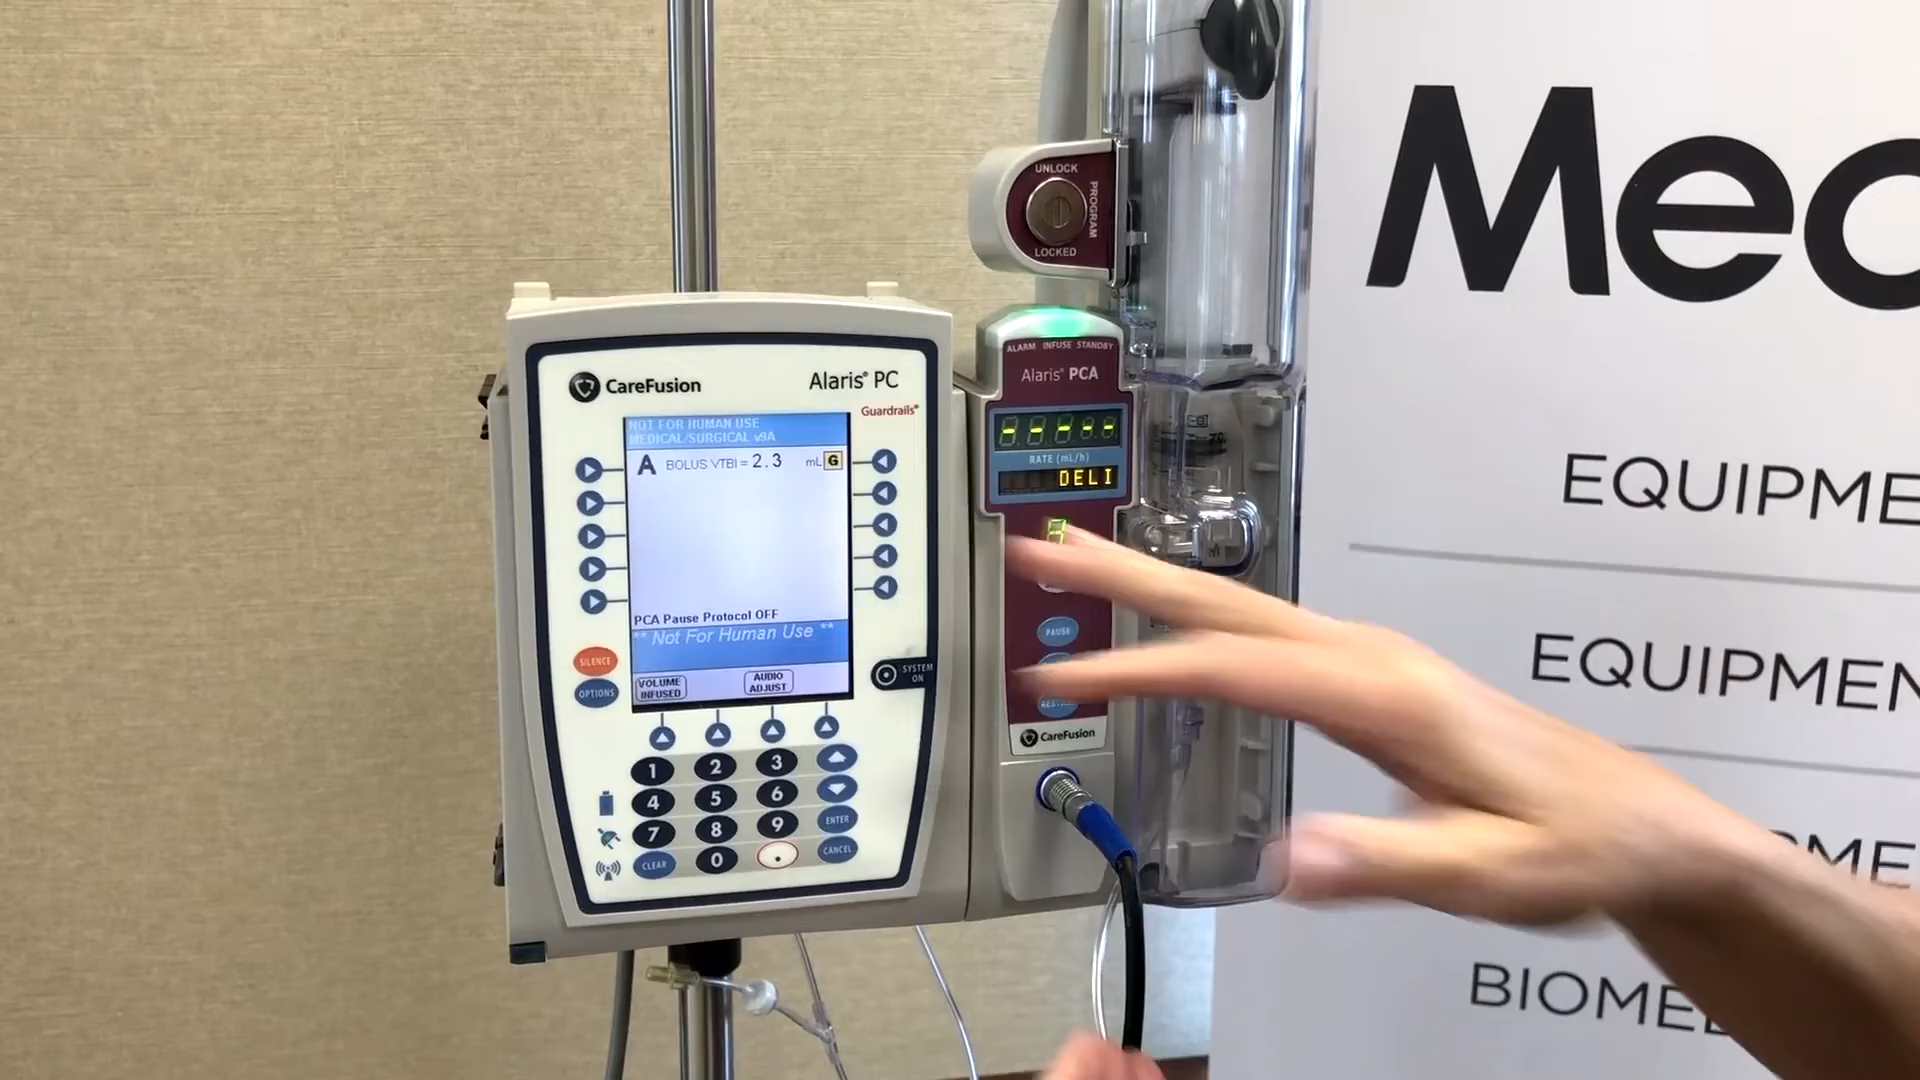 UNLOCK
PROGRAM
LOCKED
ALARM INFUSE STANDBY
Alaris® PCA
RATE (mL/h)
DELI
PAUSE
CareFusion
CareFusion
Alaris® PC
Guardrails®
NOT FOR HUMAN USE
MEDICAL/SURGICAL v9A
A BOLUS VTBI = 2.3 mL G
PCA Pause Protocol OFF
** Not For Human Use **
VOLUME
INFUSED
AUDIO
ADJUST
SILENCE
OPTIONS
SYSTEM
ON
1 2 3
4 5 6
7 8 9
ENTER
CLEAR 0 . CANCEL
Med
EQUIPME
EQUIPMEN
OME
BIOMED